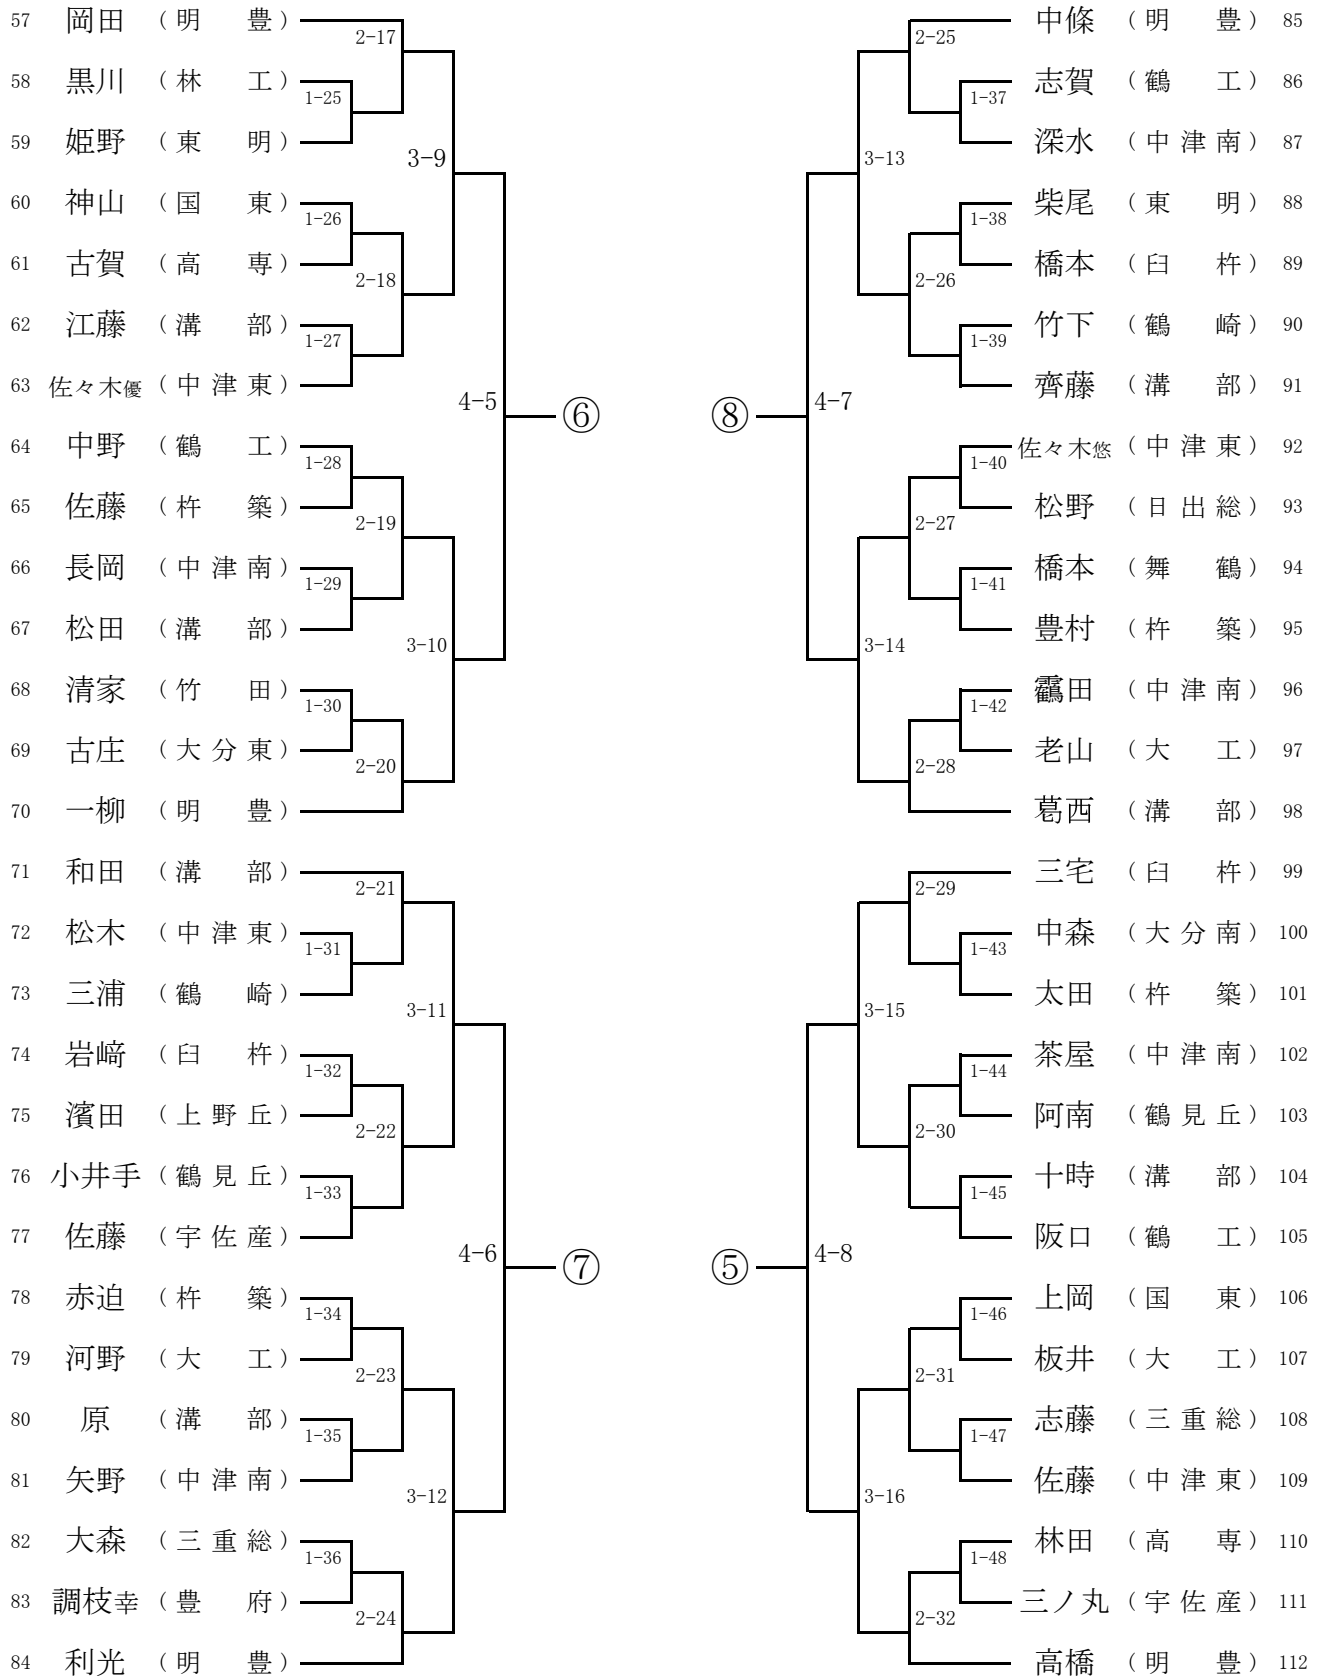 57 岡田 （明　豊） 2-17
58 黒川 （林　工） 1-25
59 姫野 （東　明） 3-9
60 神山 （国　東） 1-26
61 古賀 （高　専） 2-18
62 江藤 （溝　部） 1-27
63 佐々木優 （中津東） 4-5 ⑥
64 中野 （鶴　工） 1-28
65 佐藤 （杵　築） 2-19
66 長岡 （中津南） 1-29
67 松田 （溝　部） 3-10
68 清家 （竹　田） 1-30
69 古庄 （大分東） 2-20
70 一柳 （明　豊）
71 和田 （溝　部） 2-21
72 松木 （中津東） 1-31
73 三浦 （鶴　崎） 3-11
74 岩﨑 （臼　杵） 1-32
75 濱田 （上野丘） 2-22
76 小井手 （鶴見丘） 1-33
77 佐藤 （宇佐産） 4-6 ⑦
78 赤迫 （杵　築） 1-34
79 河野 （大　工） 2-23
80 原 （溝　部） 1-35
81 矢野 （中津南） 3-12
82 大森 （三重総） 1-36
83 調枝幸 （豊　府） 2-24
84 利光 （明　豊）
2-25 中條 （明　豊） 85
1-37 志賀 （鶴　工） 86
3-13 深水 （中津南） 87
1-38 柴尾 （東　明） 88
2-26 橋本 （臼　杵） 89
1-39 竹下 （鶴　崎） 90
⑧ 4-7 齊藤 （溝　部） 91
1-40 佐々木悠 （中津東） 92
2-27 松野 （日出総） 93
1-41 橋本 （舞　鶴） 94
3-14 豊村 （杵　築） 95
1-42 靏田 （中津南） 96
2-28 老山 （大　工） 97
葛西 （溝　部） 98
2-29 三宅 （臼　杵） 99
1-43 中森 （大分南） 100
3-15 太田 （杵　築） 101
1-44 茶屋 （中津南） 102
2-30 阿南 （鶴見丘） 103
1-45 十時 （溝　部） 104
⑤ 4-8 阪口 （鶴　工） 105
1-46 上岡 （国　東） 106
2-31 板井 （大　工） 107
1-47 志藤 （三重総） 108
3-16 佐藤 （中津東） 109
1-48 林田 （高　専） 110
2-32 三ノ丸 （宇佐産） 111
高橋 （明　豊） 112